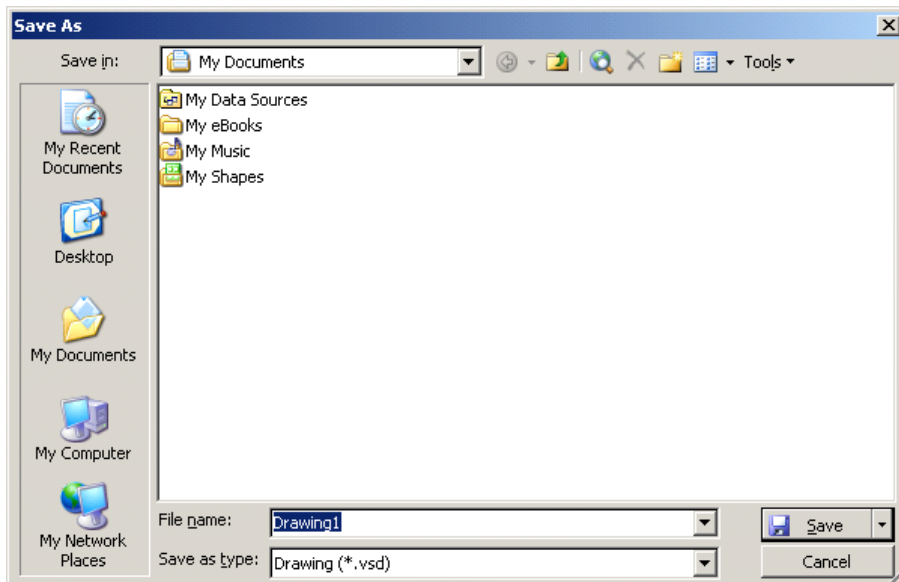 Save As
Save in: My Documents Tools
My Recent
Documents
Desktop
My Documents
My Computer
My Network
Places
My Data Sources
My eBooks
My Music
My Shapes
File name: Drawing1 Save
Save as type: Drawing (*.vsd) Cancel